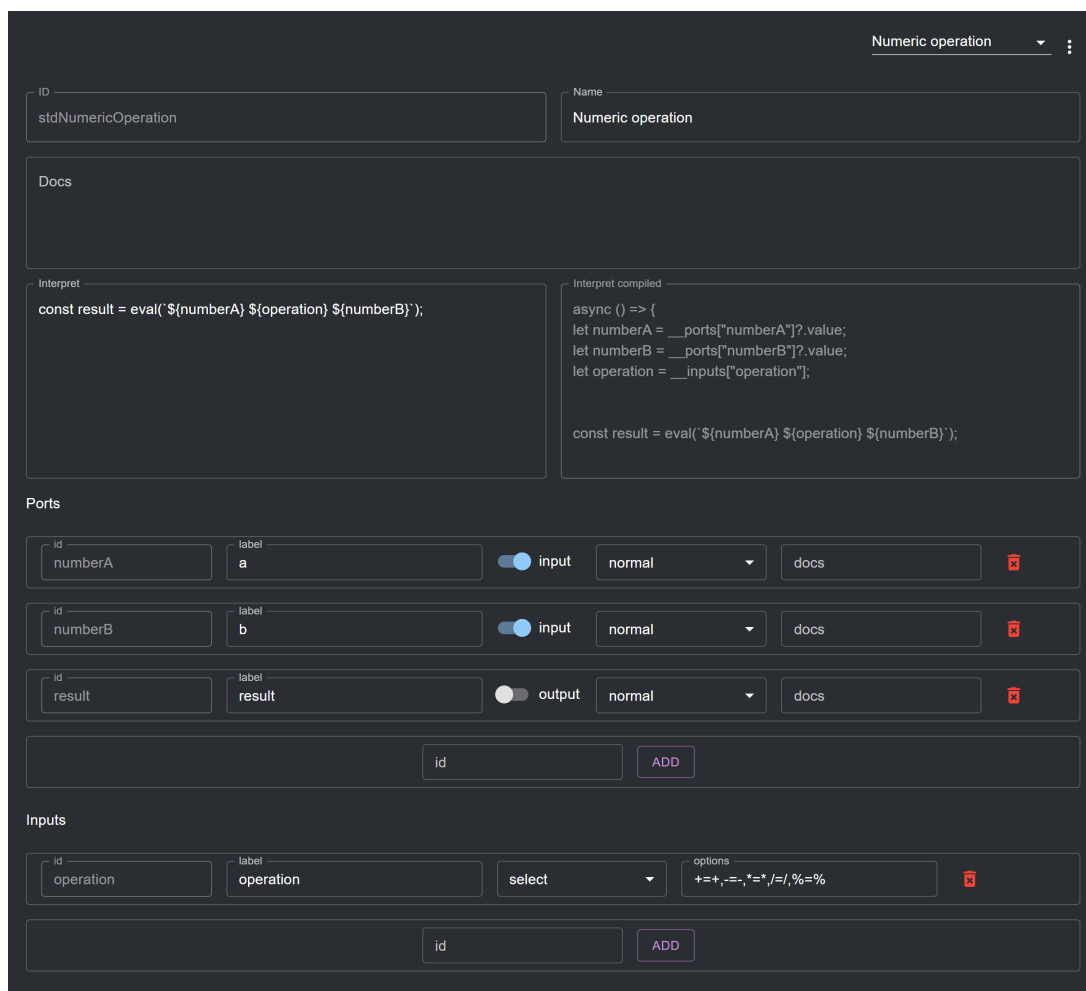 Numeric operation
ID
stdNumericOperation
Name
Numeric operation
Docs
Interpret
const result = eval(`${numberA} ${operation} ${numberB}`);
Interpret compiled
async () => {
let numberA = __ports["numberA"]?.value;
let numberB = __ports["numberB"]?.value;
let operation = __inputs["operation"];
const result = eval(`${numberA} ${operation} ${numberB}`);
Ports
id
numberA
label
a
input
normal
docs
id
numberB
label
b
input
normal
docs
id
result
label
result
output
normal
docs
id
ADD
Inputs
id
operation
label
operation
select
options
+=+,-=-,*=*,/=/,%=%
id
ADD